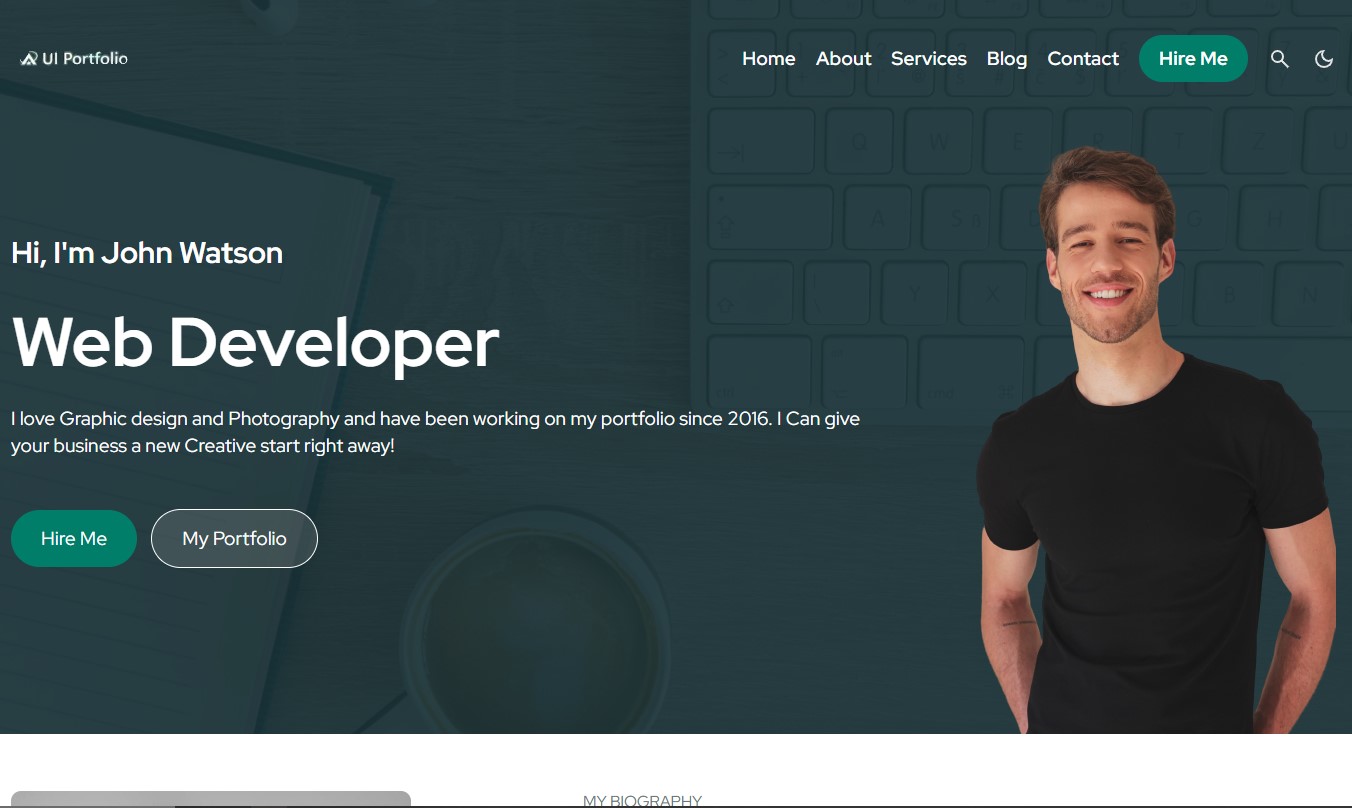 UI Portfolio
Home About Services Blog Contact Hire Me
Hi, I'm John Watson
Web Developer
I love Graphic design and Photography and have been working on my portfolio since 2016. I Can give
your business a new Creative start right away!
Hire Me My Portfolio
MY BIOGRAPHY